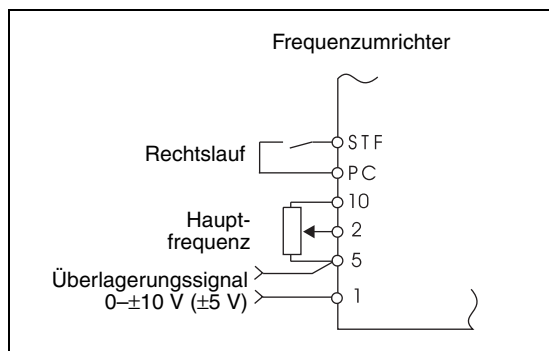 Frequenzumrichter
STF
Rechtslauf
PC
10
Haupt-
frequenz
2
5
Überlagerungssignal
0–±10 V (±5 V)
1